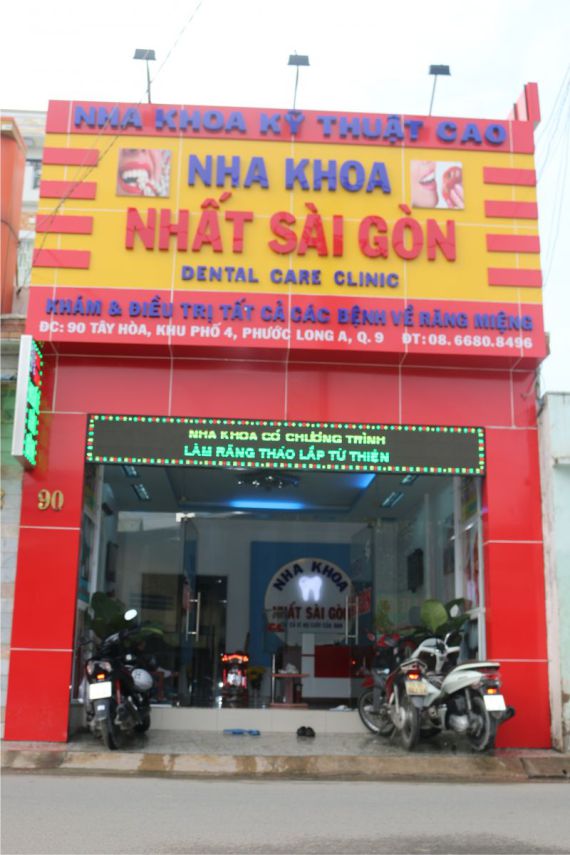 NHA KHOA KỸ THUẬT CAO
NHA KHOA
NHẤT SÀI GÒN
DENTAL CARE CLINIC
KHÁM & ĐIỀU TRỊ TẤT CẢ CÁC BỆNH VỀ RĂNG MIỆNG
ĐC: 90 TÂY HÒA, KHU PHỐ 4, PHƯỚC LONG A, Q. 9 ĐT: 08. 6680.8496
NHA KHOA CÓ CHƯƠNG TRÌNH
LÀM RĂNG THÁO LẮP TỪ THIỆN
90
NHA KHOA
NHẤT SÀI GÒN